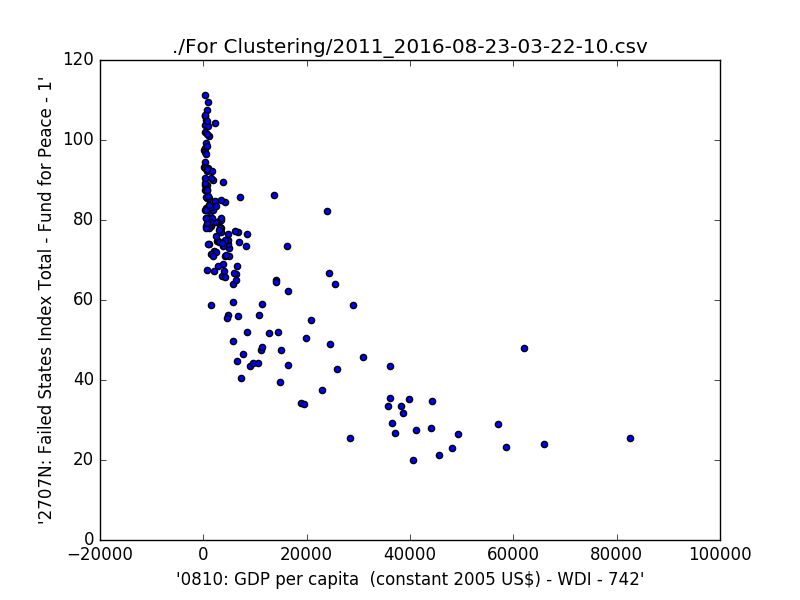 ./For Clustering/2011_2016-08-23-03-22-10.csv
120
100
80
60
40
20
0
'2707N: Failed States Index Total - Fund for Peace - 1'
−20000 0 20000 40000 60000 80000 100000
'0810: GDP per capita  (constant 2005 US$) - WDI - 742'